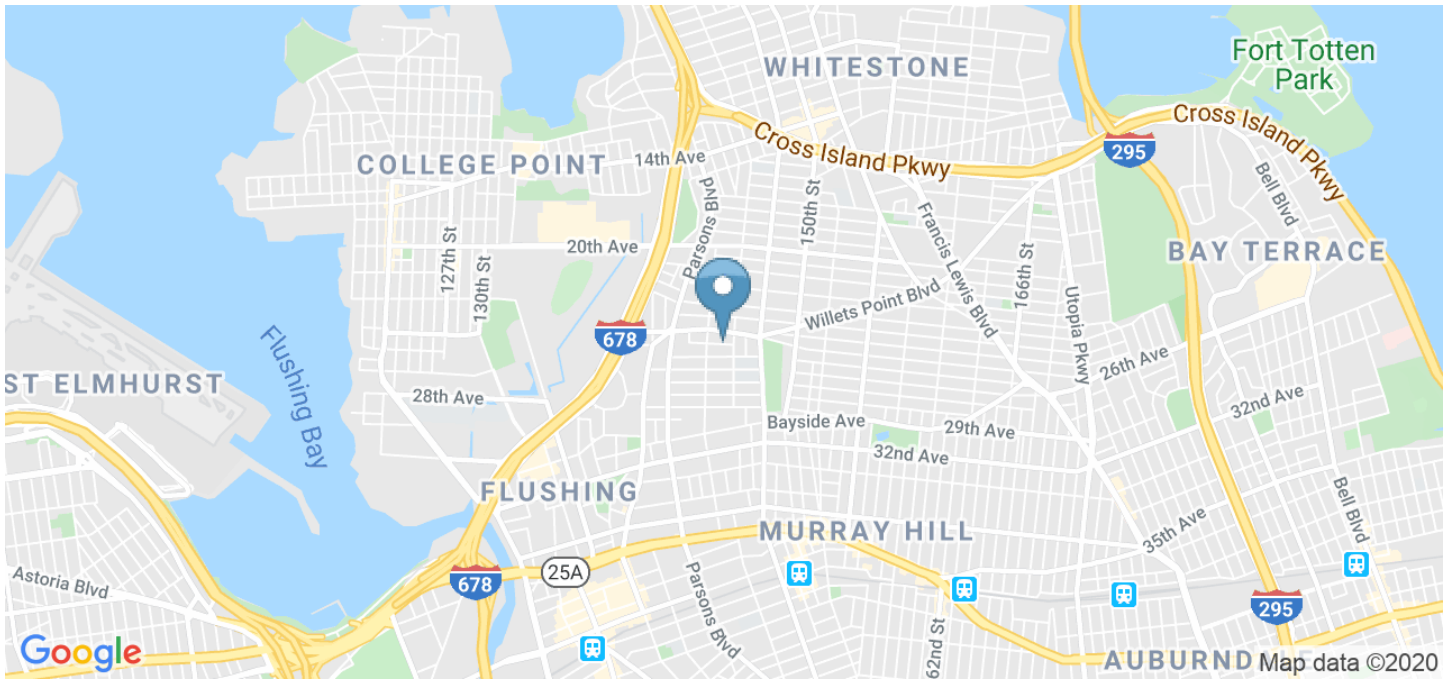 WHITESTONE
Fort Totten
Park
Cross Island Pkwy
Cross Island Pkwy
295
COLLEGE POINT
14th Ave
Parsons Blvd
150th St
Francis Lewis Blvd
Bell Blvd
BAY TERRACE
20th Ave
127th St
130th St
166th St
Utopia Pkwy
Willets Point Blvd
678
Flushing Bay
ST ELMHURST
26th Ave
28th Ave
32nd Ave
Bayside Ave
29th Ave
32nd Ave
FLUSHING
MURRAY HILL
35th Ave
Bell Blvd
25A
678
Astoria Blvd
Parsons Blvd
62nd St
295
Google
AUBURND
Map data ©2020